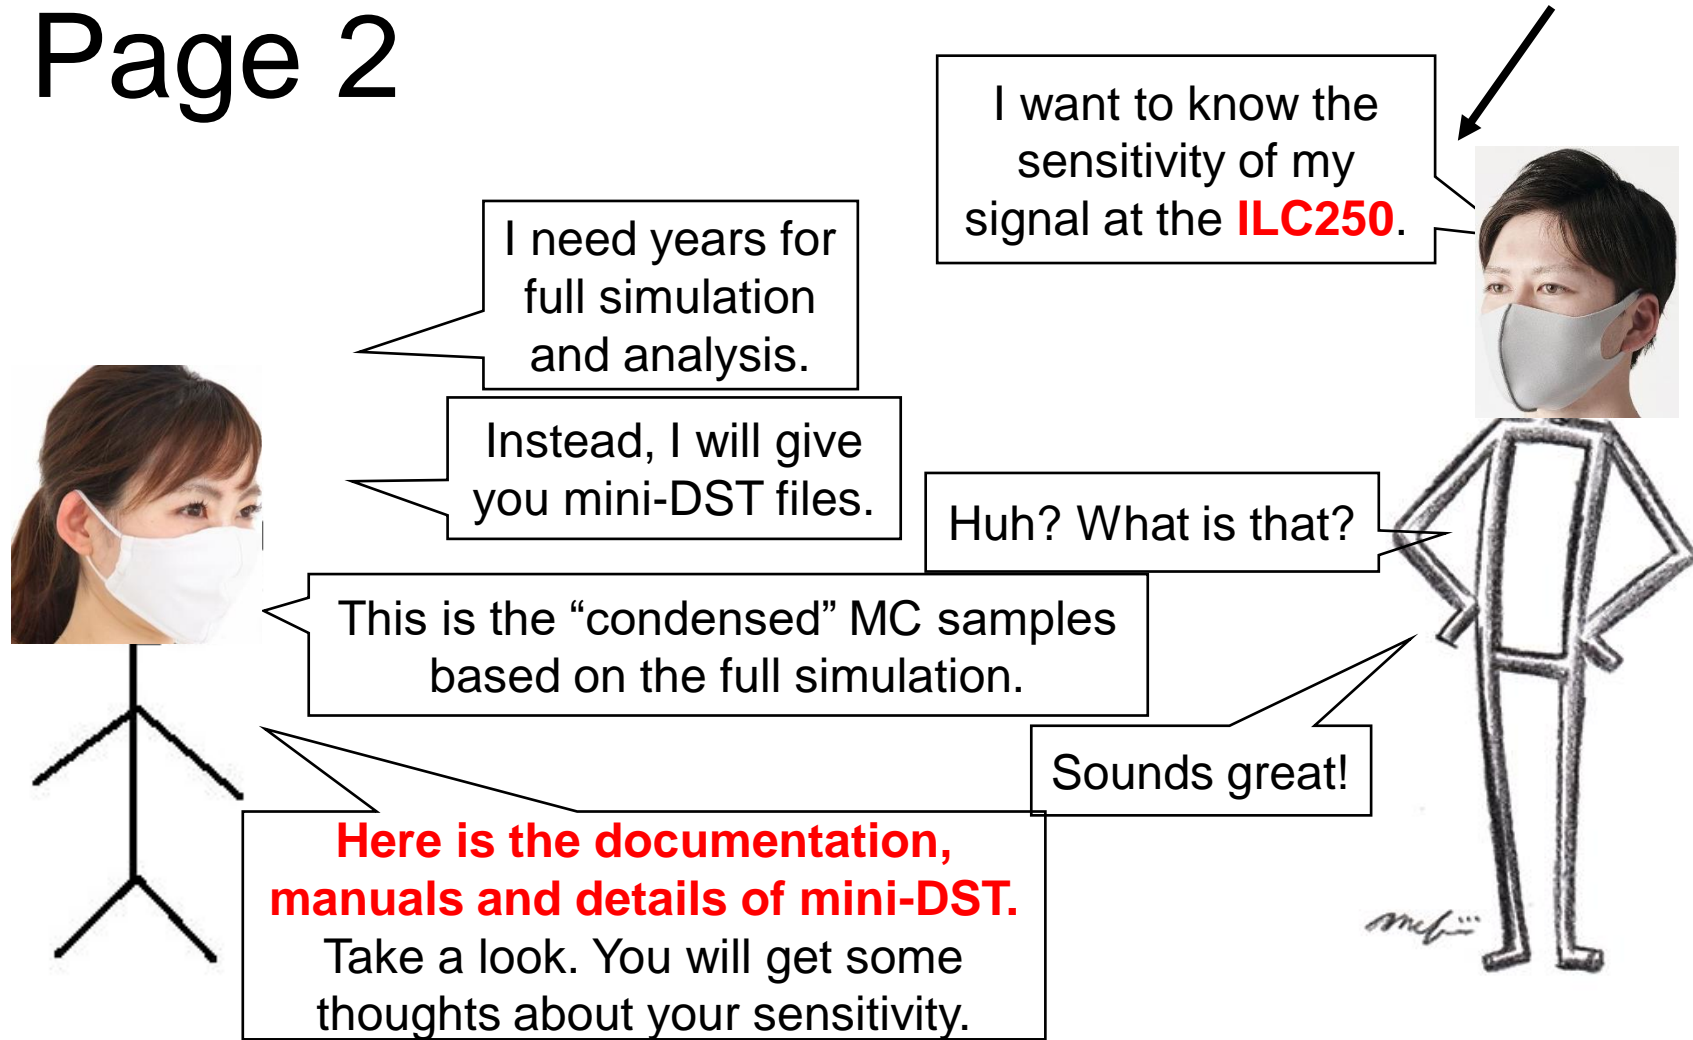 Page 2
I want to know the
sensitivity of my
signal at the ILC250.
I need years for
full simulation
and analysis.
Instead, I will give
you mini-DST files.
Huh? What is that?
This is the “condensed” MC samples
based on the full simulation.
Sounds great!
Here is the documentation,
manuals and details of mini-DST.
Take a look. You will get some
thoughts about your sensitivity.